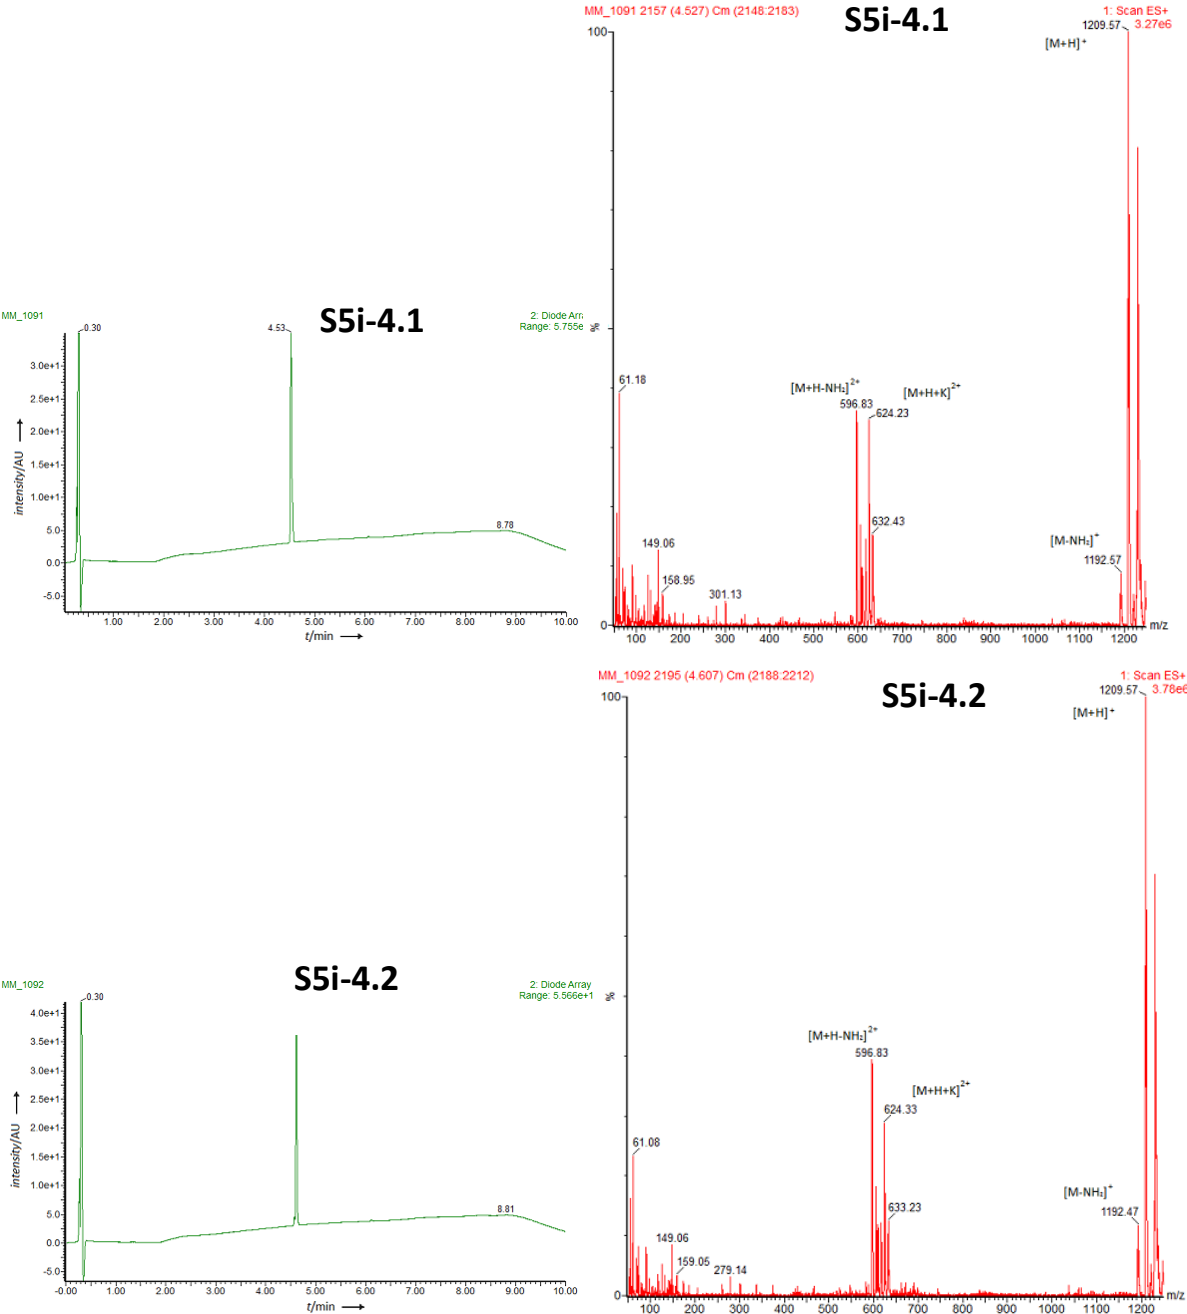 MM_1091 2157 (4.527) Cm (2148:2183)
S5i-4.1
1: Scan ES+
3.27e6
1209.57
[M+H]⁺
100
%
61.18
[M+H-NH₂]²⁺
596.83
[M+H+K]²⁺
624.23
632.43
149.06
158.95
301.13
[M-NH₂]⁺
1192.57
0
100 200 300 400 500 600 700 800 900 1000 1100 1200 m/z
MM_1091
S5i-4.1
2: Diode Arr
Range: 5.755e
0.30
4.53
8.78
3.0e+1
2.5e+1
2.0e+1
1.5e+1
1.0e+1
5.0
0.0
-5.0
intensity/AU
1.00 2.00 3.00 4.00 5.00 6.00 7.00 8.00 9.00 10.00
t/min
MM_1092 2195 (4.607) Cm (2188:2212)
S5i-4.2
1: Scan ES+
3.78e6
1209.57
[M+H]⁺
100
%
[M+H-NH₂]²⁺
596.83
[M+H+K]²⁺
624.33
633.23
61.08
149.06
159.05
279.14
[M-NH₂]⁺
1192.47
0
100 200 300 400 500 600 700 800 900 1000 1100 1200 m/z
MM_1092
S5i-4.2
2: Diode Array
Range: 5.566e+1
0.30
8.81
4.0e+1
3.5e+1
3.0e+1
2.5e+1
2.0e+1
1.5e+1
1.0e+1
5.0
0.0
-5.0
intensity/AU
-0.00 1.00 2.00 3.00 4.00 5.00 6.00 7.00 8.00 9.00 10.00
t/min